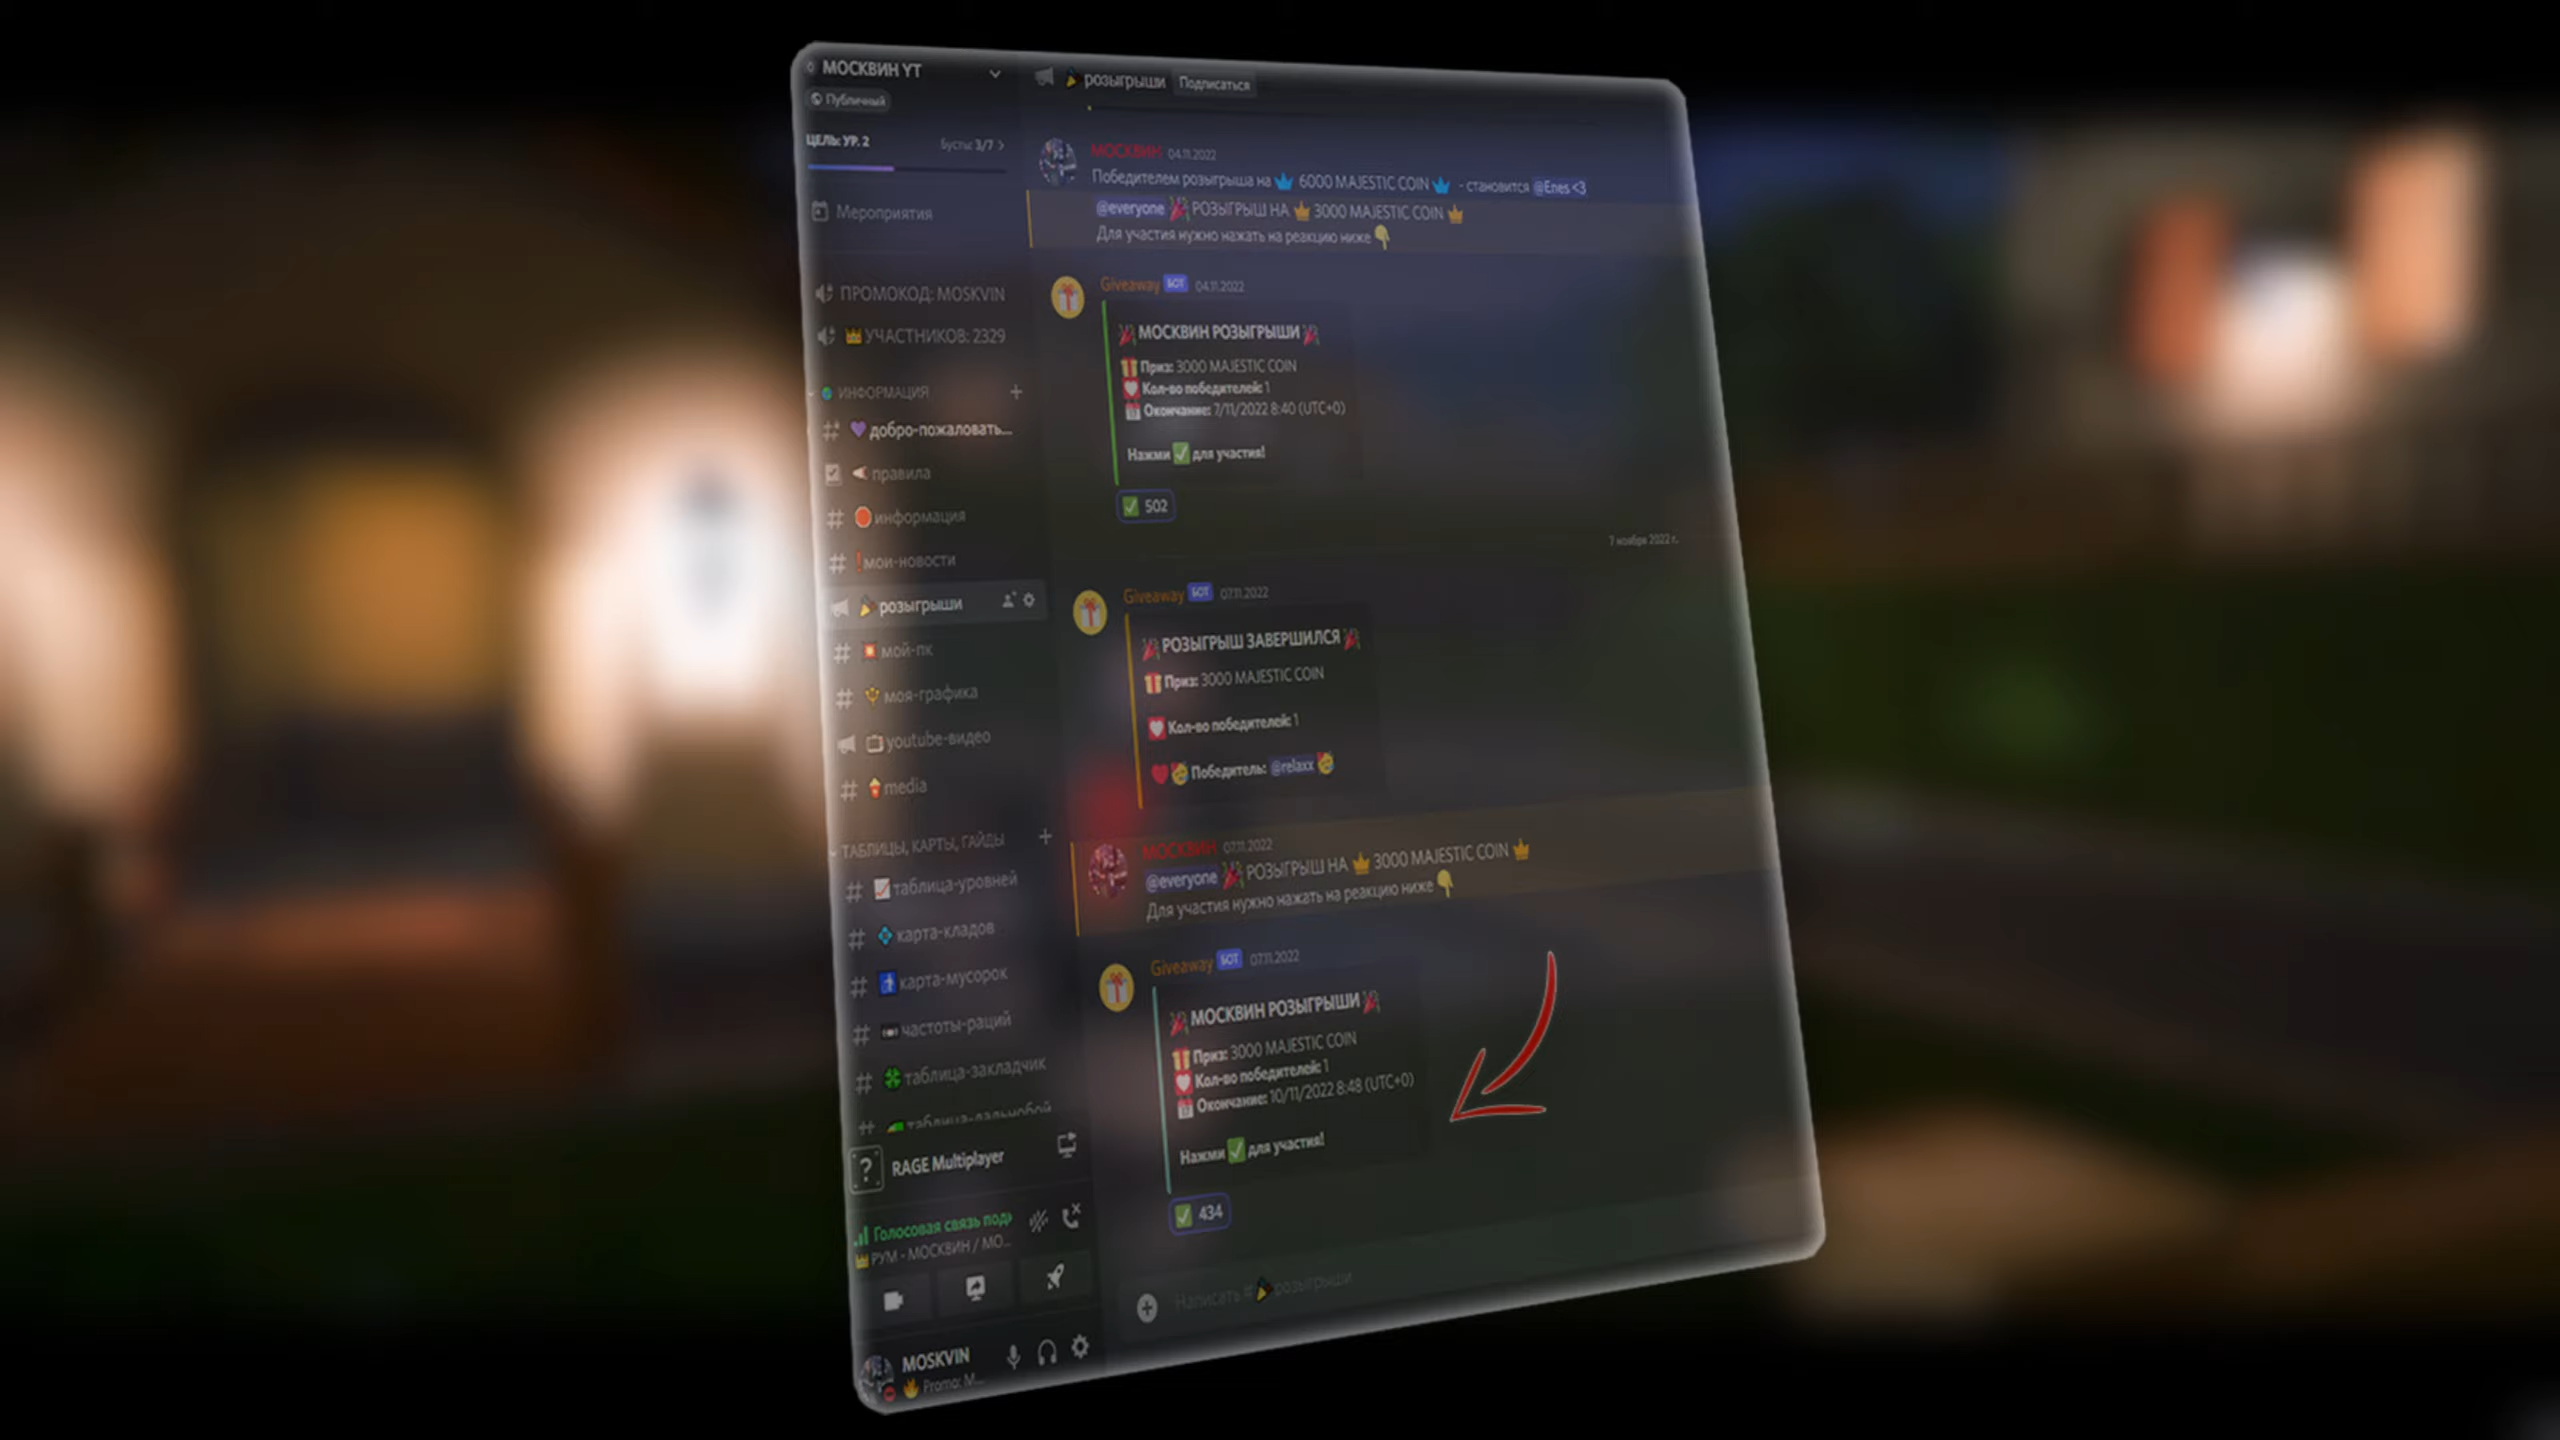 МОСКВИН YT
Публичный
ЦЕЛЬ: УР. 2
Бусты: 3/7
Мероприятия
ПРОМОКОД: MOSKVIN
УЧАСТНИКОВ: 2329
ИНФОРМАЦИЯ
добро-пожаловать...
правила
информация
мои-новости
розыгрыши
мой-пк
моя-графика
youtube-видео
media
ТАБЛИЦЫ, КАРТЫ, ГАЙДЫ
таблица-уровней
карта-кладов
карта-мусорок
частоты-раций
таблица-закладчик
таблица-дальнобой
RAGE Multiplayer
Голосовая связь подк
РУМ - МОСКВИН / МО...
MOSKVIN
Promo: M...
розыгрыши Подписаться
МОСКВИН 04.11.2022
Победителем розыгрыша на 6000 MAJESTIC COIN - становится @Enes <3
@everyone РОЗЫГРЫШ НА 3000 MAJESTIC COIN
Для участия нужно нажать на реакцию ниже
Giveaway БОТ 04.11.2022
МОСКВИН РОЗЫГРЫШИ
Приз: 3000 MAJESTIC COIN
Кол-во победителей: 1
Окончание: 7/11/2022 8:40 (UTC+0)
Нажми для участия!
502
7 ноября 2022 г.
Giveaway БОТ 07.11.2022
РОЗЫГРЫШ ЗАВЕРШИЛСЯ
Приз: 3000 MAJESTIC COIN
Кол-во победителей: 1
Победитель: @relaxx
МОСКВИН 07.11.2022
@everyone РОЗЫГРЫШ НА 3000 MAJESTIC COIN
Для участия нужно нажать на реакцию ниже
Giveaway БОТ 07.11.2022
МОСКВИН РОЗЫГРЫШИ
Приз: 3000 MAJESTIC COIN
Кол-во победителей: 1
Окончание: 10/11/2022 8:48 (UTC+0)
Нажми для участия!
434
Написать # розыгрыши